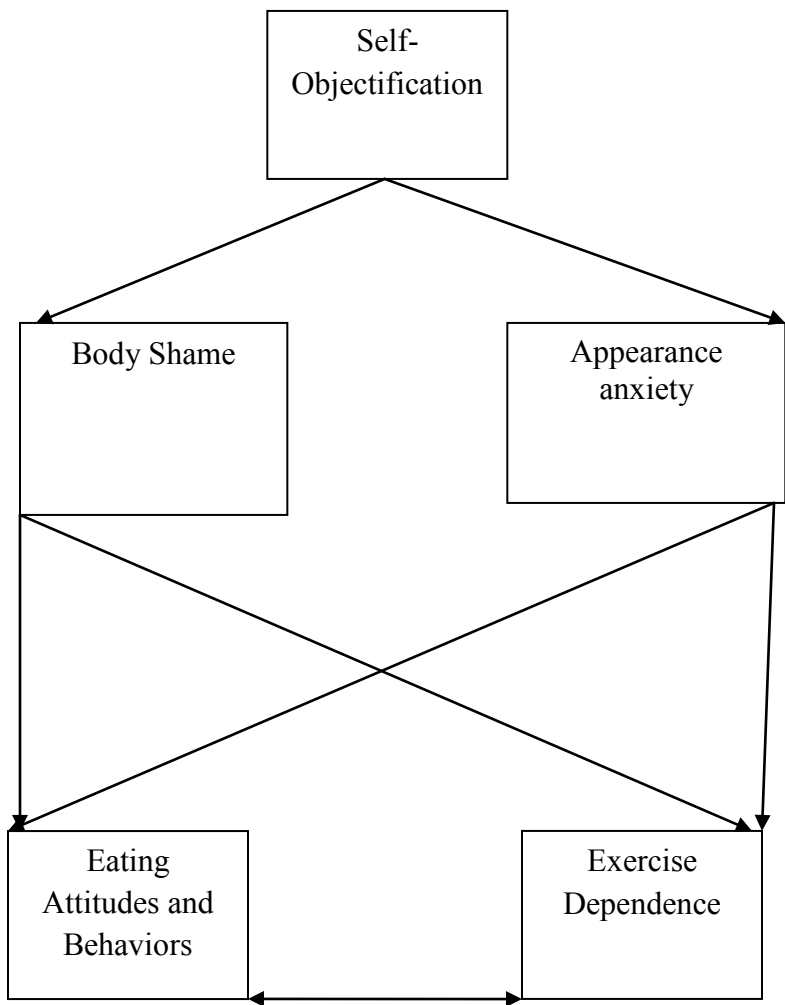 Self-
Objectification
Body Shame
Appearance
anxiety
Eating
Attitudes and
Behaviors
Exercise
Dependence